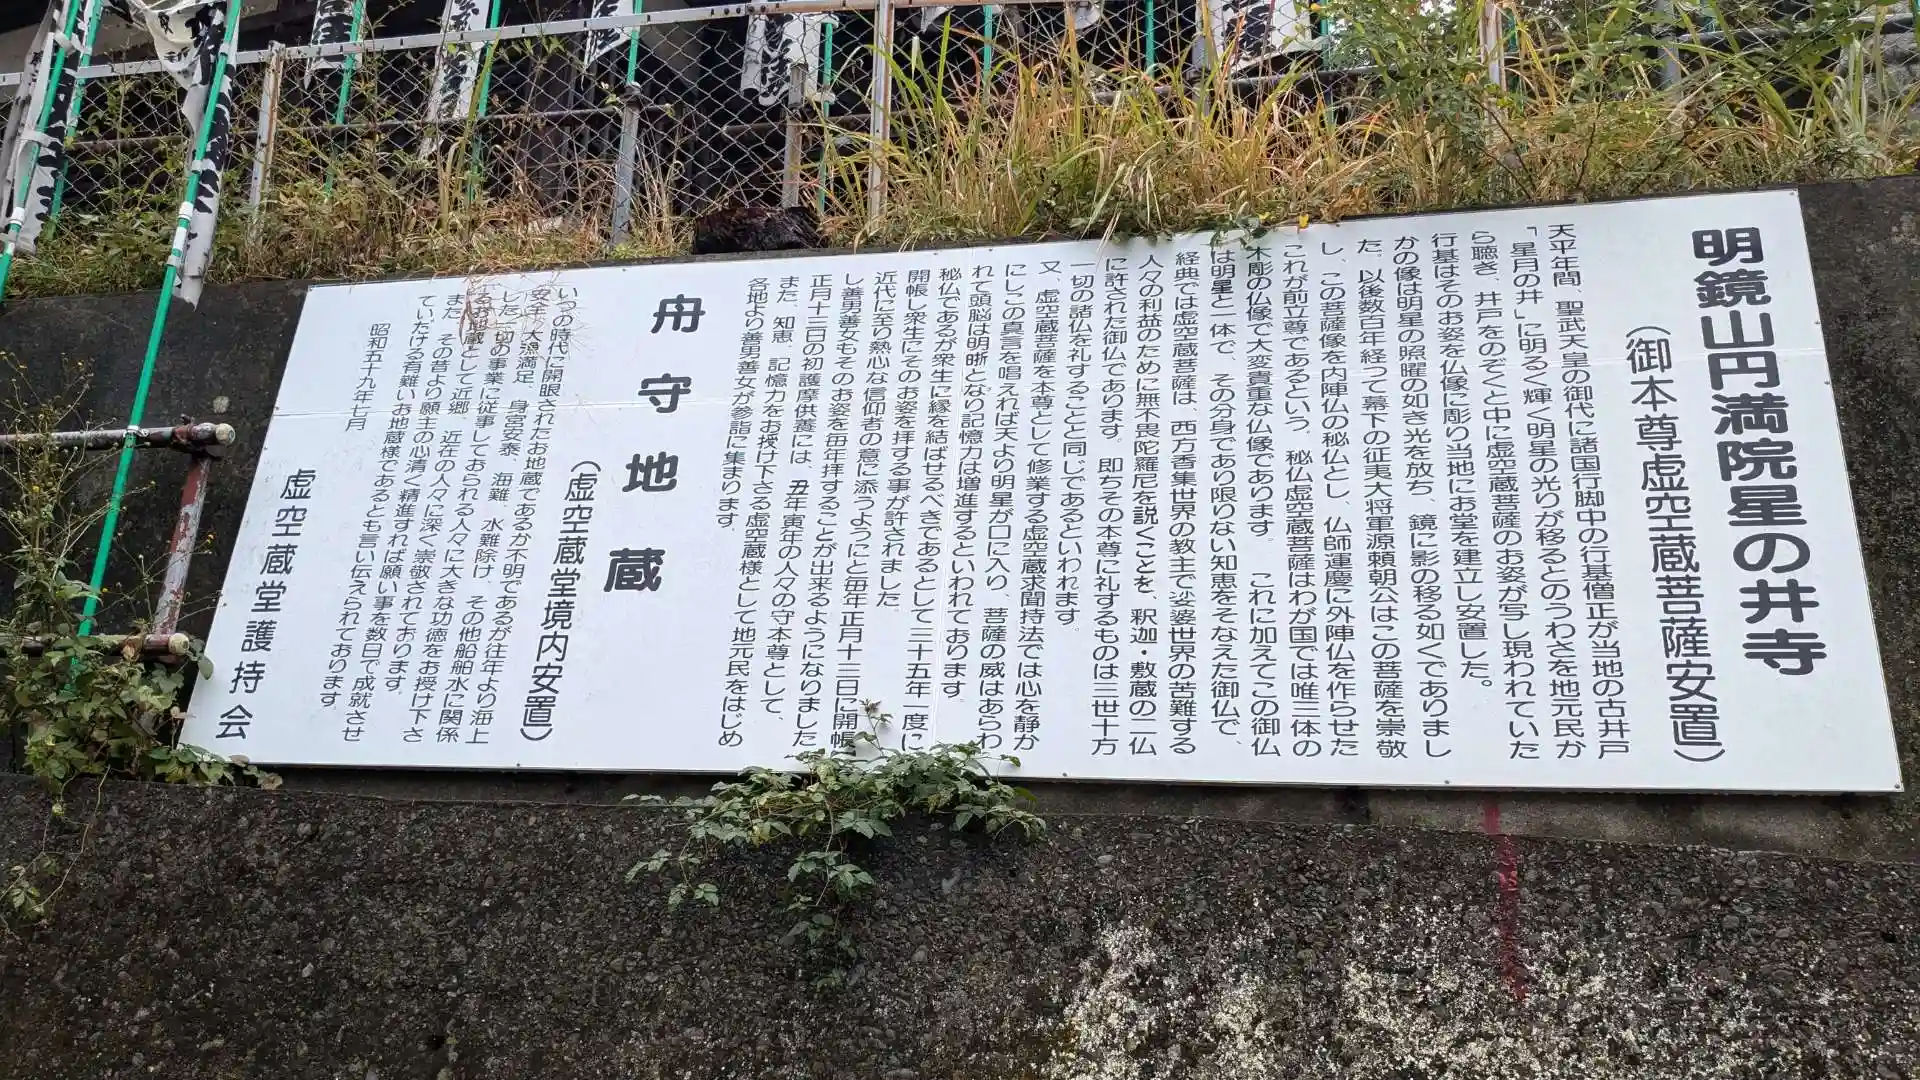 明鏡山円満院星の井寺
（御本尊虚空蔵菩薩安置）
天平年間　聖武天皇の御代に諸国行脚中の行基僧正が当地の古井戸
「星月の井」に明るく輝く明星の光りが移るとのうわさを地元民か
ら聴き、井戸をのぞくと中に虚空蔵菩薩のお姿が写し現われていた
行基はそのお姿を仏像に彫り当地にお堂を建立し安置した。
かの像は明星の照曜の如き光を放ち、鏡に影の移る如くでありまし
た。以後数百年経って幕下の征夷大将軍源頼朝公はこの菩薩を崇敬
し、この菩薩像を内陣仏の秘仏とし、仏師運慶に外陣仏を作らせた
これが前立尊であるという。秘仏虚空蔵菩薩はわが国では唯三体の
木彫の仏像で大変貴重な仏像であります。　これに加えてこの御仏
は明星と一体で、その分身であり限りない知恵をそなえた御仏で、
経典では虚空蔵菩薩は、西方香集世界の教主で娑婆世界の苦難する
人々の利益のために無不畏陀羅尼を説くことを、釈迦・敷蔵の二仏
に許された御仏であります。即ちその本尊に礼するものは三世十方
一切の諸仏を礼することと同じであるといわれます。
又、虚空蔵菩薩を本尊として修業する虚空蔵求聞持法では心を静か
にしこの真言を唱えれば天より明星が口に入り、菩薩の威はあらわ
れて頭脳は明晰となり記憶力は増進するといわれております。
秘仏であるが衆生に縁を結ばせるべきであるとして三十五年一度に
開帳し衆生にそのお姿を拝する事が許されました。
近代に至り熱心な信仰者の意に添うようにと毎年正月十三日に開帳
し善男善女もそのお姿を毎年拝することが出来るようになりました
正月十三日の初護摩供養には、丑年寅年の人々の守本尊として、
また、知恵、記憶力をお授け下さる虚空蔵様として地元民をはじめ
各地より善男善女が参詣に集まります。
舟守地蔵
（虚空蔵堂境内安置）
いつの時代に開眼されたお地蔵であるか不明であるが往年より海上
安全、大漁満足、身宮安泰、海難、水難除け、その他船舶水に関係
した一切の事業に従事しておられる人々に大きな功徳をお授け下さ
るお地蔵として近郷、近在の人々に深く崇敬されております。
また、その昔より願主の心清く精進すれば願い事を数日で成就させ
ていただける有難いお地蔵様であるとも言い伝えられております。
昭和五十九年七月
虚空蔵堂護持会